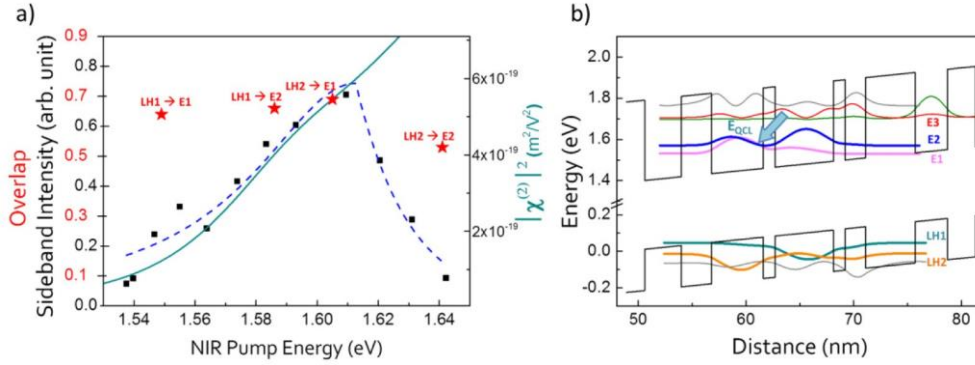 a)
0.9
0.8
0.7
0.6
0.5
0.4
0.3
0.2
0.1
0.0
Overlap
Sideband Intensity (arb. unit)
LH1 → E1
LH1 → E2
LH2 → E1
LH2 → E2
6x10⁻¹⁹
4x10⁻¹⁹
2x10⁻¹⁹
|χ⁽²⁾|² (m²/V²)
1.54
1.56
1.58
1.60
1.62
1.64
NIR Pump Energy (eV)
b)
2.0
1.8
1.6
1.4
0.2
0.0
-0.2
Energy (eV)
E_QCL
E3
E2
E1
LH1
LH2
50
60
70
80
Distance (nm)